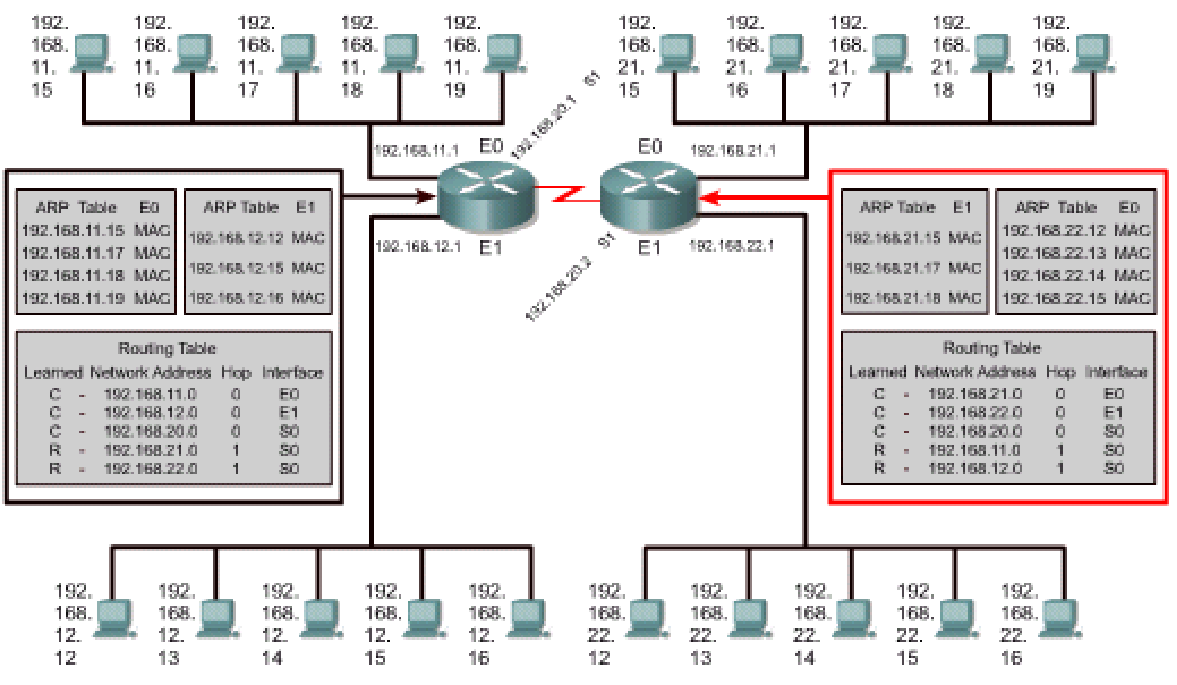 192. 192. 192. 192. 192.
168. 168. 168. 168. 168.
11. 11. 11. 11. 11.
15 16 17 18 19
192. 192. 192. 192. 192.
168. 168. 168. 168. 168.
21. 21. 21. 21. 21.
15 16 17 18 19
192.168.20.1 S1
192.168.11.1 E0
E0 192.168.21.1
192.168.12.1 E1
E1 192.168.22.1
192.168.20.2 S1
ARP Table E0
192.168.11.15 MAC
192.168.11.17 MAC
192.168.11.18 MAC
192.168.11.19 MAC
ARP Table E1
192.168.12.12 MAC
192.168.12.15 MAC
192.168.12.16 MAC
Routing Table
Learned Network Address Hop Interface
C - 192.168.11.0 0 E0
C - 192.168.12.0 0 E1
C - 192.168.20.0 0 S0
R - 192.168.21.0 1 S0
R - 192.168.22.0 1 S0
ARP Table E1
192.168.21.15 MAC
192.168.21.17 MAC
192.168.21.18 MAC
ARP Table E0
192.168.22.12 MAC
192.168.22.13 MAC
192.168.22.14 MAC
192.168.22.15 MAC
Routing Table
Learned Network Address Hop Interface
C - 192.168.21.0 0 E0
C - 192.168.22.0 0 E1
C - 192.168.20.0 0 S0
R - 192.168.11.0 1 S0
R - 192.168.12.0 1 S0
192. 192. 192. 192. 192.
168. 168. 168. 168. 168.
12. 12. 12. 12. 12.
12 13 14 15 16
192. 192. 192. 192. 192.
168. 168. 168. 168. 168.
22. 22. 22. 22. 22.
12 13 14 15 16